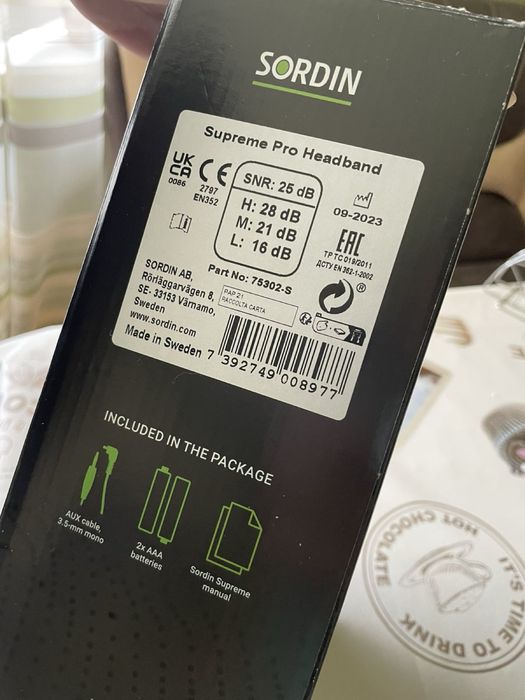 SORDIN
Supreme Pro Headband
UK
CA
0086
CE
2797
EN352
SNR: 25 dB
H: 28 dB
M: 21 dB
L: 16 dB
09-2023
EAC
ТР ТС 019/2011
ДСТУ EN 352-1-2002
Part No: 75302-S
SORDIN AB,
Rörläggarvägen 8,
SE- 33153 Värnamo,
Sweden
www.sordin.com
Made in Sweden
PAP 21
RACCOLTA CARTA
®
7 392749 008977
INCLUDED IN THE PACKAGE
AUX cable,
3.5-mm mono
2x AAA
batteries
Sordin Supreme
manual
HOT CHOCOLATE
IT'S TIME TO DRINK